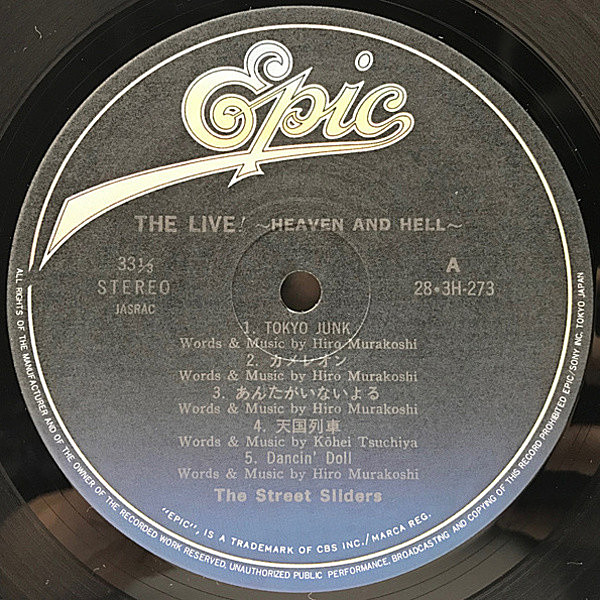 Epic
THE LIVE! ~HEAVEN AND HELL~
33⅓
STEREO
JASRAC
A
28•3H-273
1. TOKYO JUNK
Words & Music by Hiro Murakoshi
2. カメレオン
Words & Music by Hiro Murakoshi
3. あんたがいないよる
Words & Music by Hiro Murakoshi
4. 天国列車
Words & Music by Kōhei Tsuchiya
5. Dancin' Doll
Words & Music by Hiro Murakoshi
The Street Sliders
"EPIC", IS A TRADEMARK OF CBS INC./MARCA REG.
ALL RIGHTS OF THE MANUFACTURER AND OF THE OWNER OF THE RECORDED WORK RESERVED. UNAUTHORIZED PUBLIC PERFORMANCE, BROADCASTING AND COPYING OF THIS RECORD PROHIBITED EPIC/SONY INC. TOKYO JAPAN